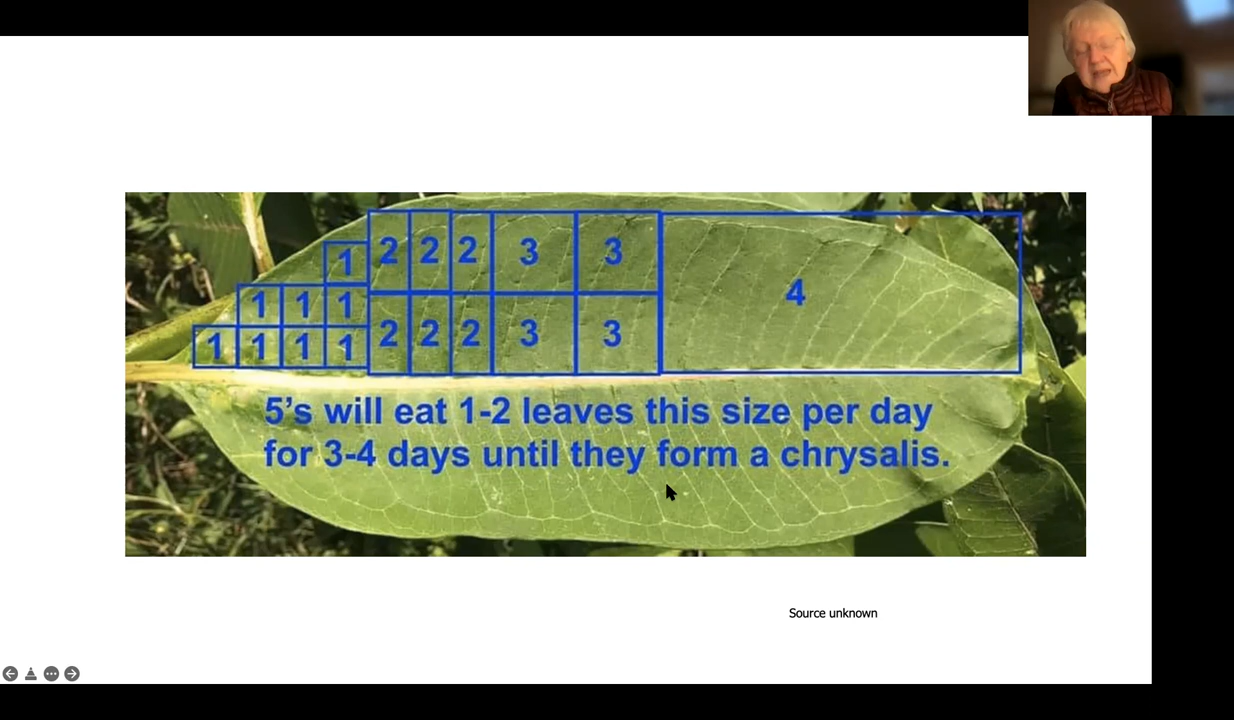 1 2 2 2 3 3
1 1 1
4
1 1 1 1 2 2 2 3 3
5's will eat 1-2 leaves this size per day
for 3-4 days until they form a chrysalis.
Source unknown